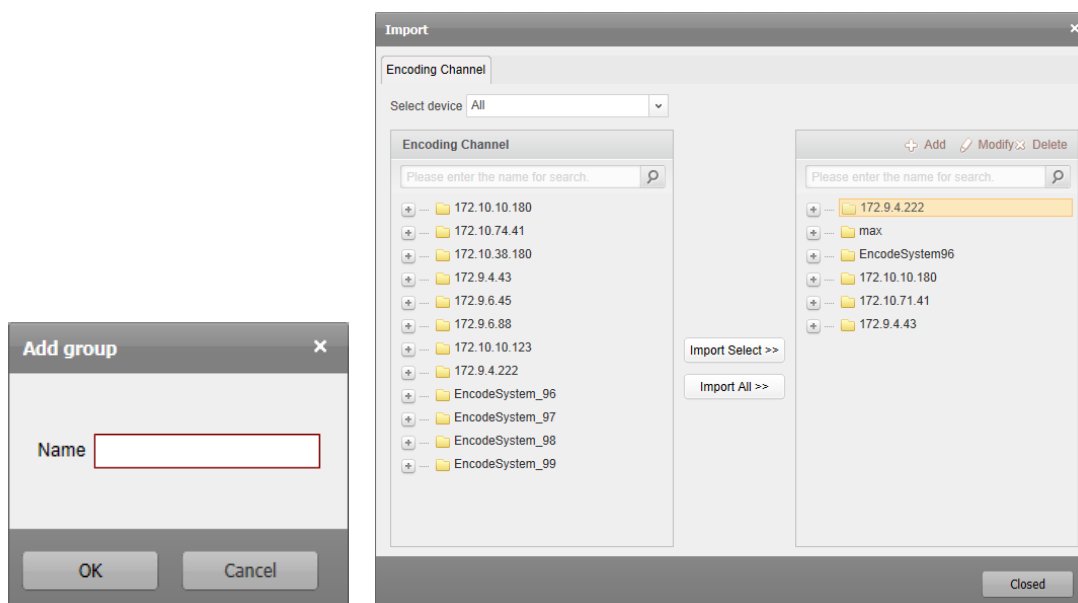 Add group
×
Name
OK Cancel
Import ×
Encoding Channel
Select device All
Encoding Channel
Please enter the name for search.
172.10.10.180
172.10.74.41
172.10.38.180
172.9.4.43
172.9.6.45
172.9.6.88
172.10.10.123
172.9.4.222
EncodeSystem_96
EncodeSystem_97
EncodeSystem_98
EncodeSystem_99
Import Select >>
Import All >>
Add Modify Delete
Please enter the name for search.
172.9.4.222
max
EncodeSystem96
172.10.10.180
172.10.71.41
172.9.4.43
Closed